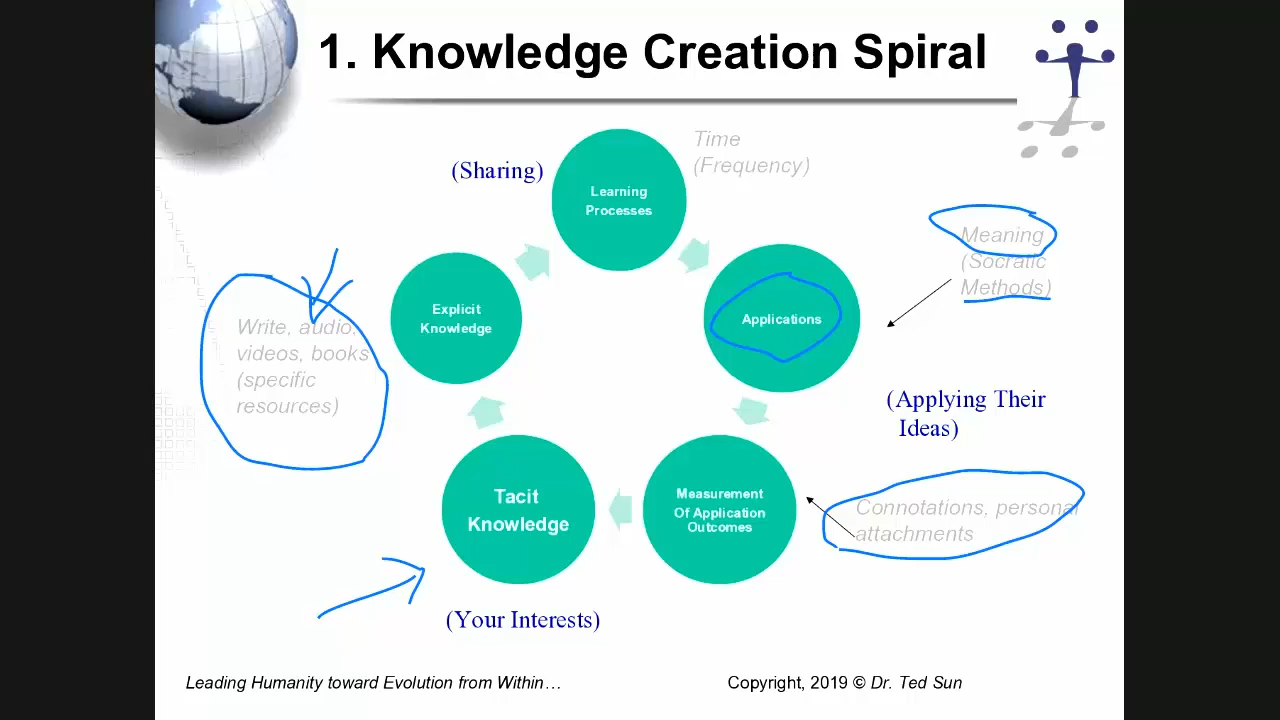 1. Knowledge Creation Spiral
Time
(Frequency)
(Sharing)
Learning
Processes
Meaning
(Socratic
Methods)
Explicit
Knowledge
Applications
Write, audio,
videos, books
(specific
resources)
(Applying Their
Ideas)
Tacit
Knowledge
Measurement
Of Application
Outcomes
Connotations, personal
attachments
(Your Interests)
Leading Humanity toward Evolution from Within…
Copyright, 2019 © Dr. Ted Sun